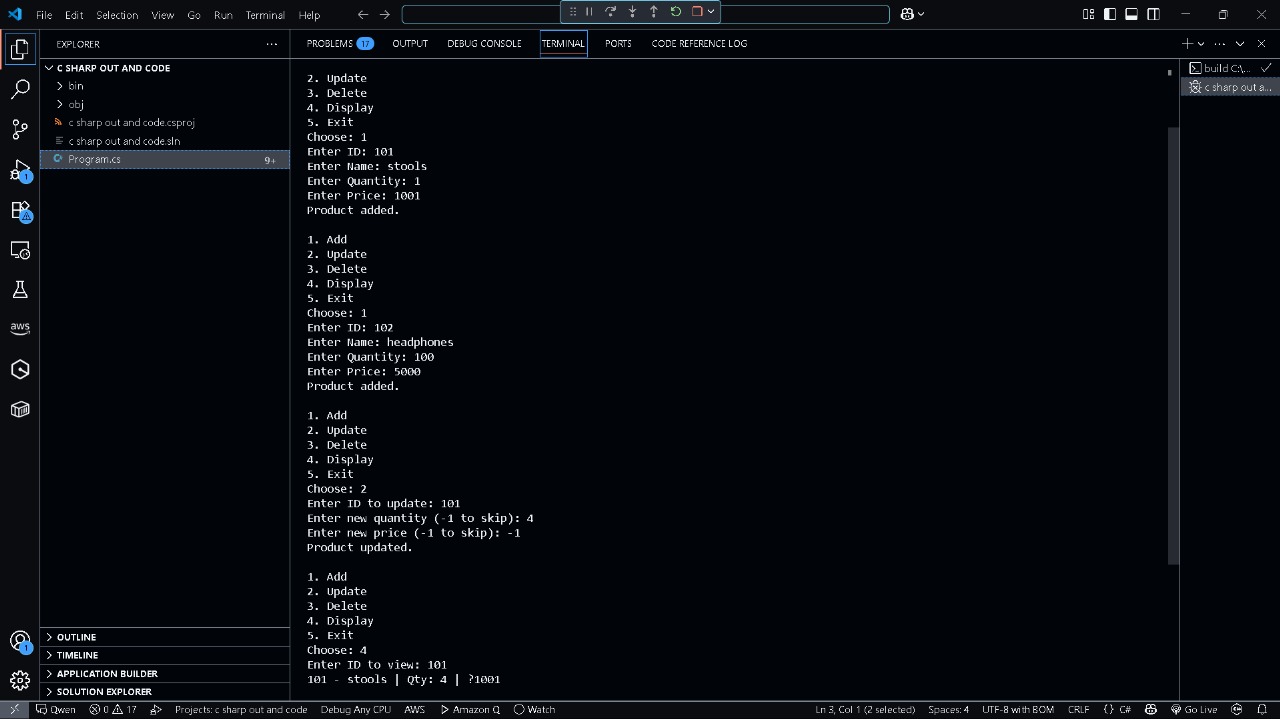 File Edit Selection View Go Run Terminal Help
EXPLORER
C SHARP OUT AND CODE
bin
obj
c sharp out and code.csproj
c sharp out and code.sln
Program.cs 9+
OUTLINE
TIMELINE
APPLICATION BUILDER
SOLUTION EXPLORER
aws
1
1
PROBLEMS 17 OUTPUT DEBUG CONSOLE TERMINAL PORTS CODE REFERENCE LOG
build C:\...
c sharp out a...
2. Update
3. Delete
4. Display
5. Exit
Choose: 1
Enter ID: 101
Enter Name: stools
Enter Quantity: 1
Enter Price: 1001
Product added.
1. Add
2. Update
3. Delete
4. Display
5. Exit
Choose: 1
Enter ID: 102
Enter Name: headphones
Enter Quantity: 100
Enter Price: 5000
Product added.
1. Add
2. Update
3. Delete
4. Display
5. Exit
Choose: 2
Enter ID to update: 101
Enter new quantity (-1 to skip): 4
Enter new price (-1 to skip): -1
Product updated.
1. Add
2. Update
3. Delete
4. Display
5. Exit
Choose: 4
Enter ID to view: 101
101 - stools | Qty: 4 | ?1001
Qwen 0 17 Projects: c sharp out and code Debug Any CPU AWS Amazon Q Watch Ln 3, Col 1 (2 selected) Spaces: 4 UTF-8 with BOM CRLF {} C# Go Live